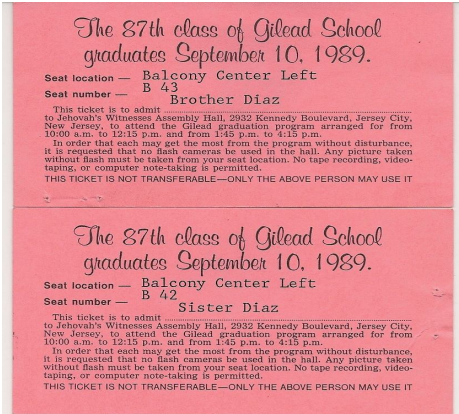 The 87th class of Gilead School
graduates September 10, 1989.
Seat location — Balcony Center Left
Seat number — B 43
Brother Diaz
This ticket is to admit
to Jehovah's Witnesses Assembly Hall, 2932 Kennedy Boulevard, Jersey City,
New Jersey, to attend the Gilead graduation program arranged for from
10:00 a.m. to 12:15 p.m. and from 1:45 p.m. to 4:15 p.m.
In order that each may get the most from the program without disturbance,
it is requested that no flash cameras be used in the hall. Any picture taken
without flash must be taken from your seat location. No tape recording, video-
taping, or computer note-taking is permitted.
THIS TICKET IS NOT TRANSFERABLE—ONLY THE ABOVE PERSON MAY USE IT
The 87th class of Gilead School
graduates September 10, 1989.
Seat location — Balcony Center Left
Seat number — B 42
Sister Diaz
This ticket is to admit
to Jehovah's Witnesses Assembly Hall, 2932 Kennedy Boulevard, Jersey City,
New Jersey, to attend the Gilead graduation program arranged for from
10:00 a.m. to 12:15 p.m. and from 1:45 p.m. to 4:15 p.m.
In order that each may get the most from the program without disturbance,
it is requested that no flash cameras be used in the hall. Any picture taken
without flash must be taken from your seat location. No tape recording, video-
taping, or computer note-taking is permitted.
THIS TICKET IS NOT TRANSFERABLE—ONLY THE ABOVE PERSON MAY USE IT